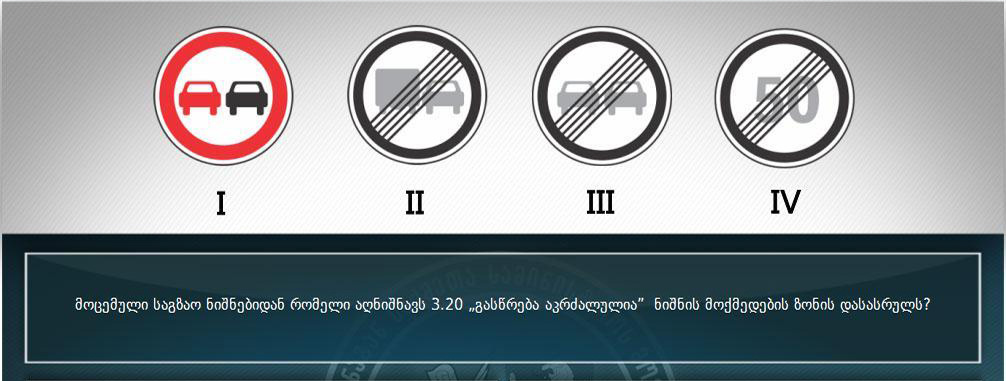 50
I II III IV
მოცემული საგზაო ნიშნებიდან რომელი აღნიშნავს 3.20 „გასწრება აკრძალულია” ნიშნის მოქმედების ზონის დასასრულს?